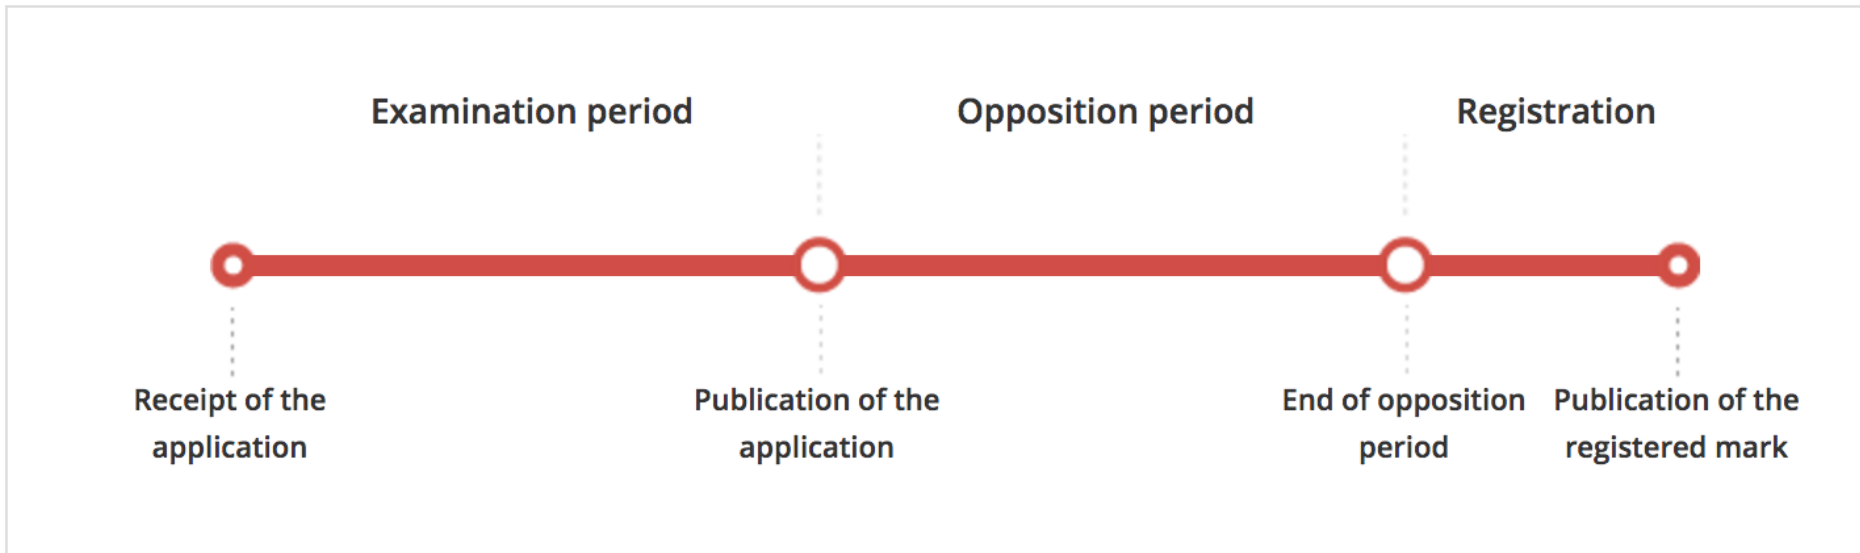 Examination period
Opposition period
Registration
Receipt of the
application
Publication of the
application
End of opposition
period
Publication of the
registered mark